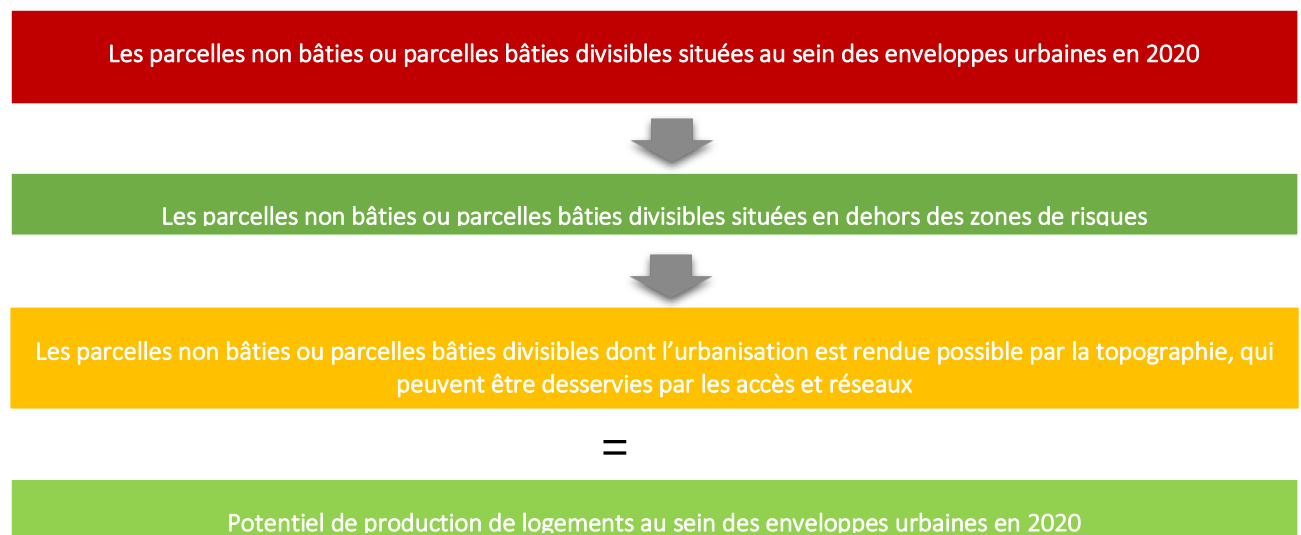 Les parcelles non bâties ou parcelles bâties divisibles situées au sein des enveloppes urbaines en 2020
Les parcelles non bâties ou parcelles bâties divisibles situées en dehors des zones de risques
Les parcelles non bâties ou parcelles bâties divisibles dont l’urbanisation est rendue possible par la topographie, qui
peuvent être desservies par les accès et réseaux
=
Potentiel de production de logements au sein des enveloppes urbaines en 2020